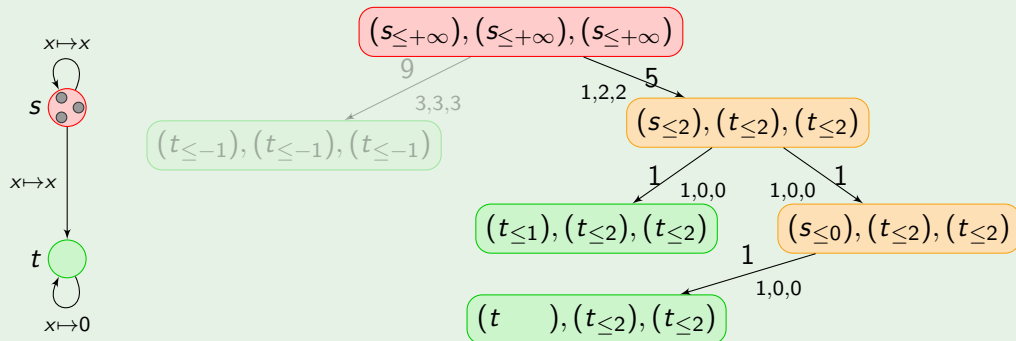 x↦x
s
x↦x
t
x↦0
(s≤+∞), (s≤+∞), (s≤+∞)
9
3,3,3
5
1,2,2
(t≤−1), (t≤−1), (t≤−1)
(s≤2), (t≤2), (t≤2)
1
1,0,0
1
1,0,0
(t≤1), (t≤2), (t≤2)
(s≤0), (t≤2), (t≤2)
1
1,0,0
(t ), (t≤2), (t≤2)